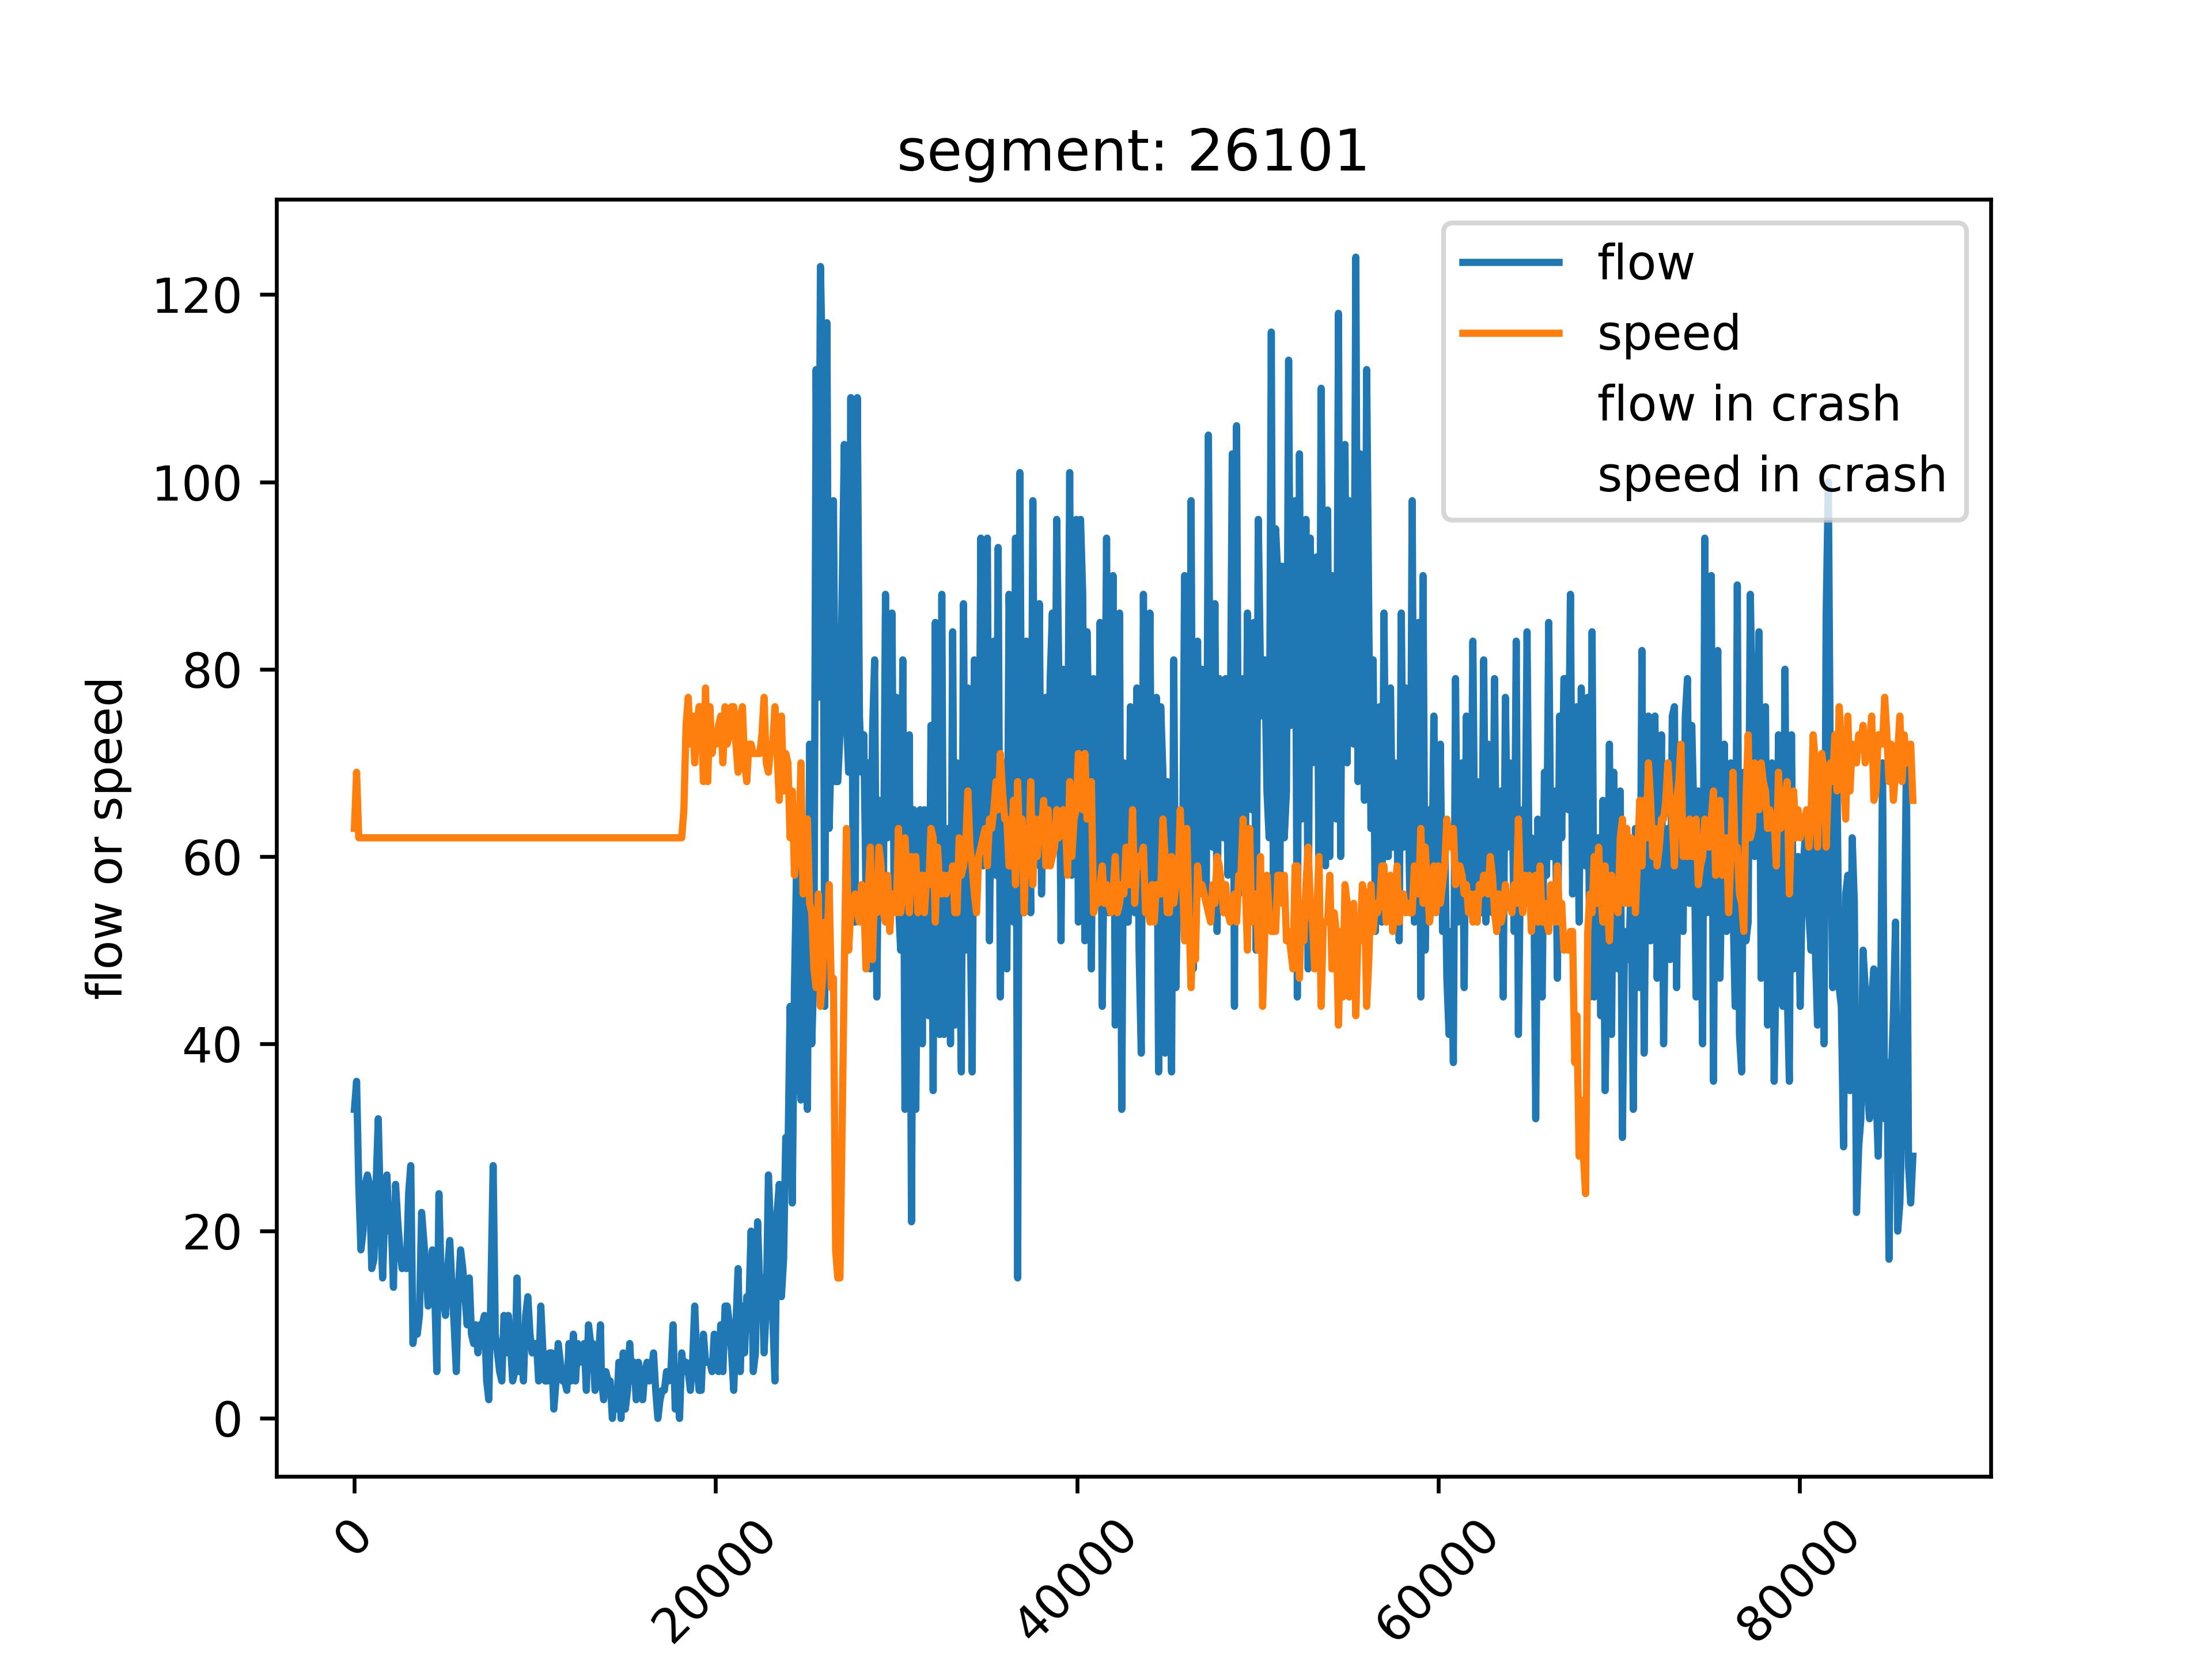 segment: 26101
flow
speed
flow in crash
speed in crash
flow or speed
120
100
80
60
40
20
0
0
20000
40000
60000
80000